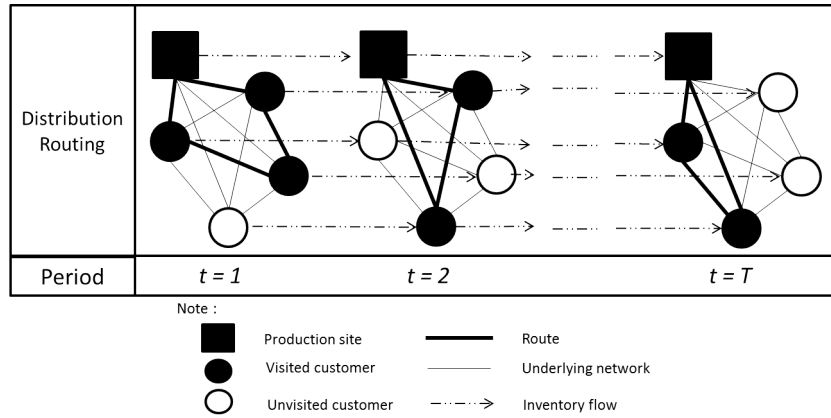 Distribution
Routing
Period
t = 1
t = 2
t = T
Note :
Production site
Route
Visited customer
Underlying network
Unvisited customer
Inventory flow